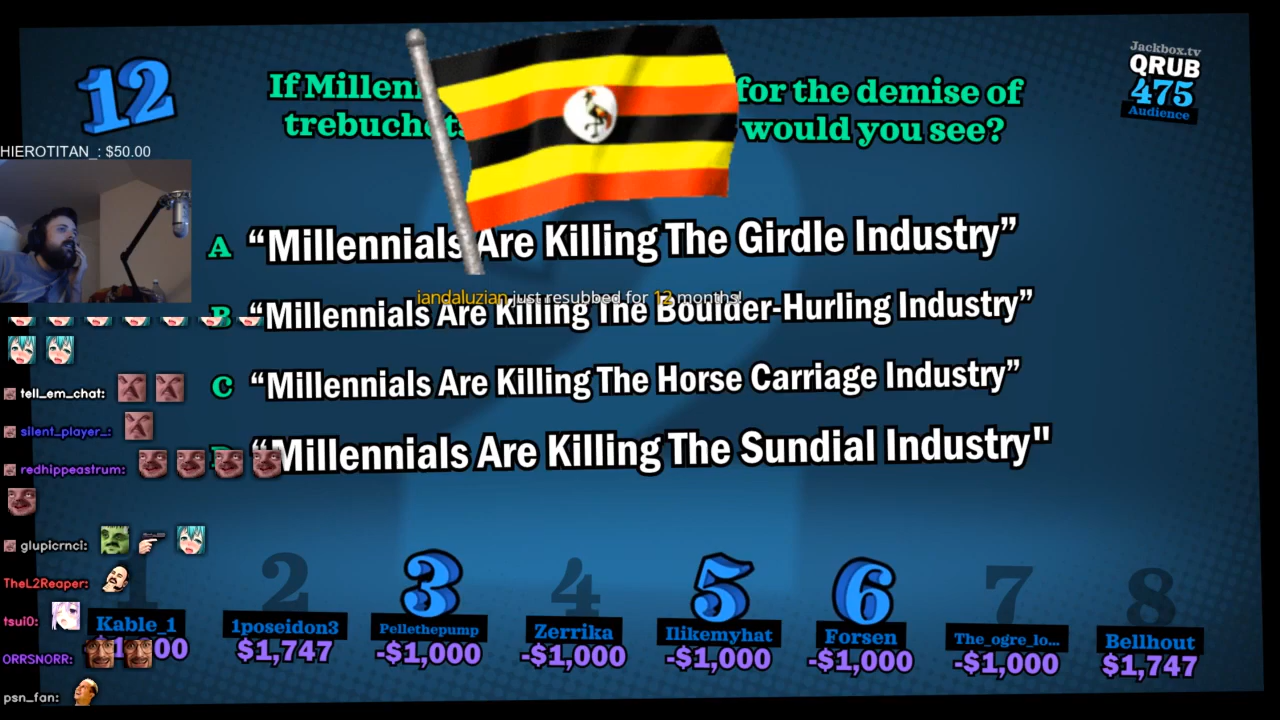 12
If Millenni for the demise of
trebuchets would you see?
Jackbox.tv
QRUB
475
Audience
HIEROTITAN_: $50.00
A “Millennials Are Killing The Girdle Industry”
iandaluzian just resubbed for 12 months!
B “Millennials Are Killing The Boulder-Hurling Industry”
C “Millennials Are Killing The Horse Carriage Industry”
“Millennials Are Killing The Sundial Industry"
tell_em_chat:
silent_player_:
redhippeastrum:
glupicrnci:
TheL2Reaper:
tsui0:
ORRSNORR:
psn_fan:
1 2 3 4 5 6 7 8
Kable_1 1poseidon3 Pellethepump Zerrika Ilikemyhat Forsen The_ogre_lo... Bellhout
00 $1,747 -$1,000 -$1,000 -$1,000 -$1,000 -$1,000 $1,747